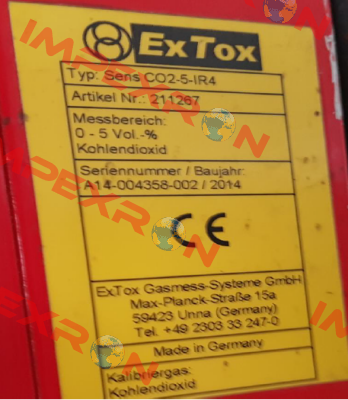 ExTox
Typ: Sens CO2-5-IR4
Artikel Nr.: 211267
Messbereich:
0 - 5 Vol.-%
Kohlendioxid
Seriennummer / Baujahr:
A14-004358-002 / 2014
CE
ExTox Gasmess-Systeme GmbH
Max-Planck-Straße 15a
59423 Unna (Germany)
Tel. +49 2303 33 247-0
Made in Germany
Kalibriergas:
Kohlendioxid
IMPEXRON